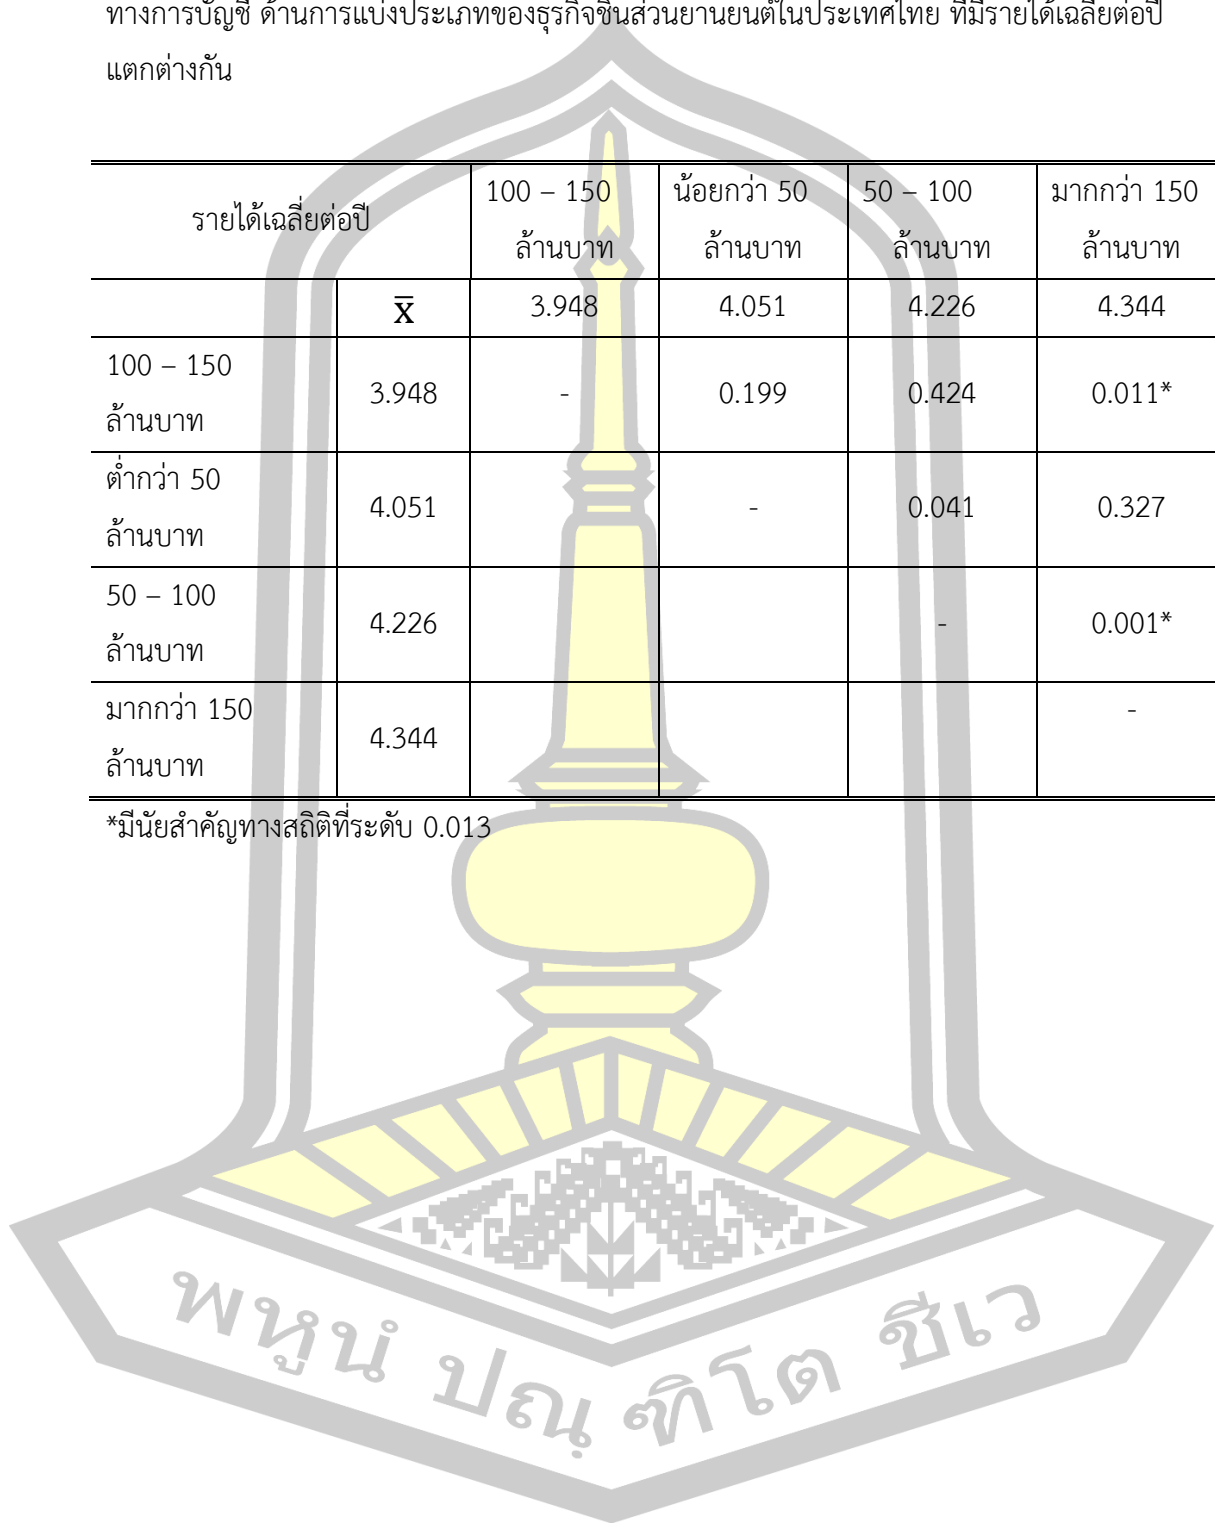 ทางการบัญชี ด้านการแบ่งประเภทของธุรกิจชิ้นส่วนยานยนต์ในประเทศไทย ที่มีรายได้เฉลี่ยต่อปี
แตกต่างกัน
รายได้เฉลี่ยต่อปี 100 – 150 น้อยกว่า 50 50 – 100 มากกว่า 150
ล้านบาท ล้านบาท ล้านบาท ล้านบาท
x̅ 3.948 4.051 4.226 4.344
100 – 150
ล้านบาท 3.948 - 0.199 0.424 0.011*
ต่ำกว่า 50
ล้านบาท 4.051 - 0.041 0.327
50 – 100
ล้านบาท 4.226 - 0.001*
มากกว่า 150
ล้านบาท 4.344 -
*มีนัยสำคัญทางสถิติที่ระดับ 0.013
พหูนํ ปณฺฑิโต ชีเว